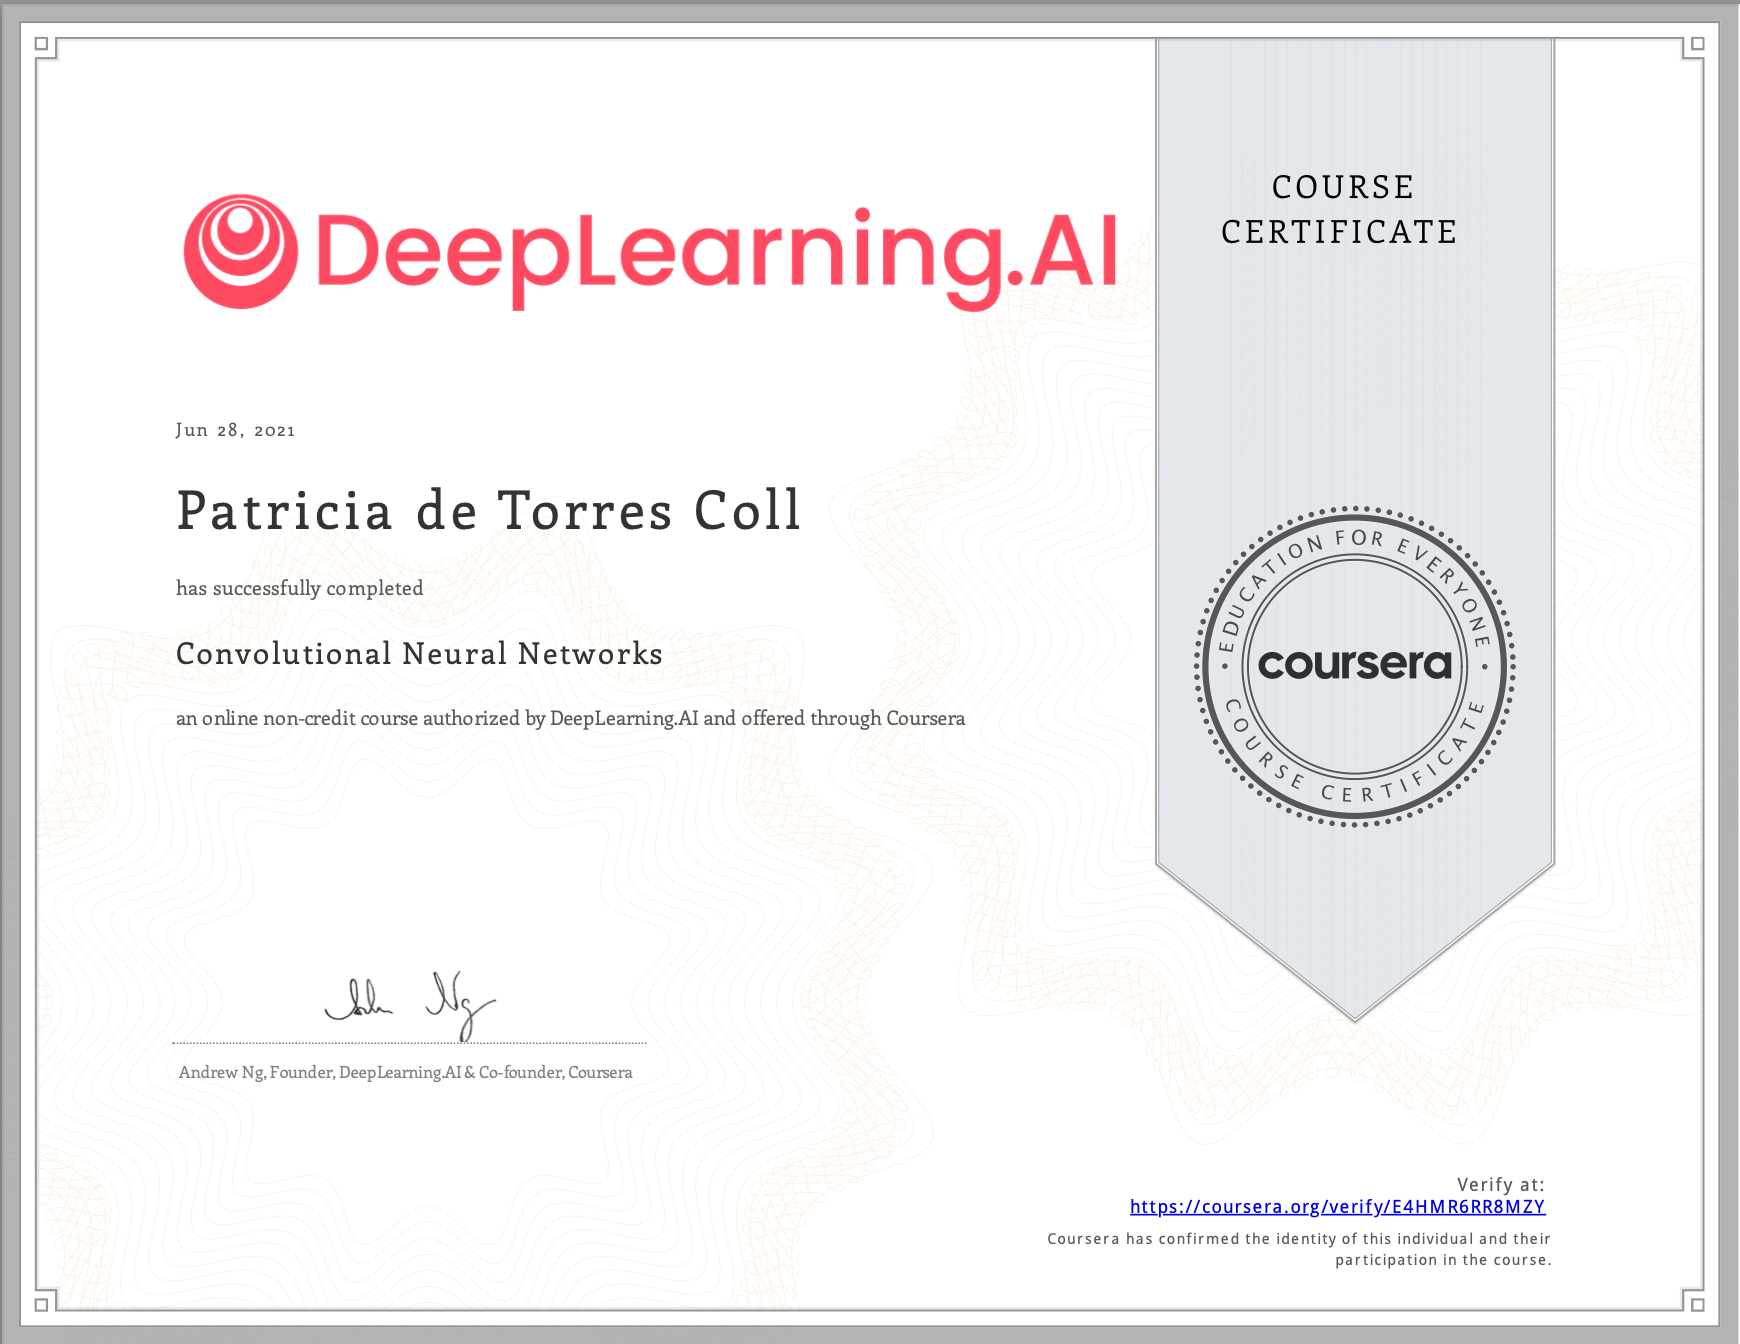 DeepLearning.AI
COURSE
CERTIFICATE
Jun 28, 2021
Patricia de Torres Coll
has successfully completed
Convolutional Neural Networks
an online non-credit course authorized by DeepLearning.AI and offered through Coursera
EDUCATION FOR EVERYONE
coursera
COURSE CERTIFICATE
Andrew Ng, Founder, DeepLearning.AI & Co-founder, Coursera
Verify at:
https://coursera.org/verify/E4HMR6RR8MZY
Coursera has confirmed the identity of this individual and their
participation in the course.